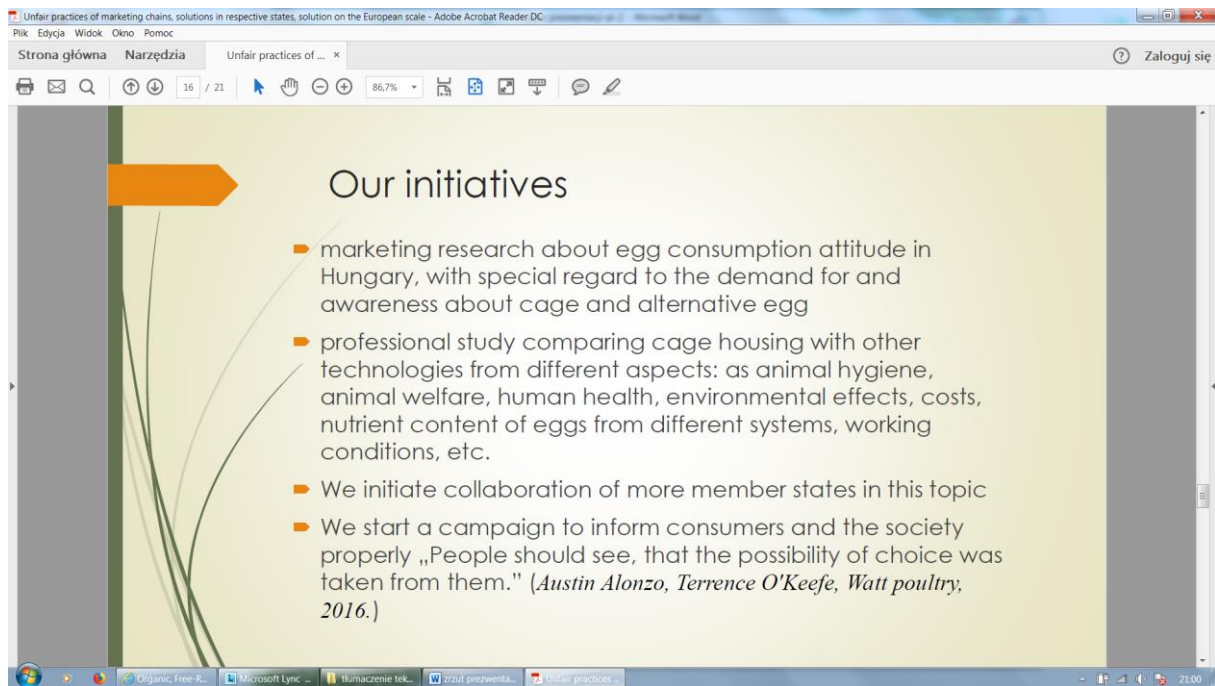 Unfair practices of marketing chains, solutions in respective states, solution on the European scale - Adobe Acrobat Reader DC
Plik Edycja Widok Okno Pomoc
Strona główna Narzędzia Unfair practices of ... × Zaloguj się
16 / 21 86,7%
Our initiatives
marketing research about egg consumption attitude in
Hungary, with special regard to the demand for and
awareness about cage and alternative egg
professional study comparing cage housing with other
technologies from different aspects: as animal hygiene,
animal welfare, human health, environmental effects, costs,
nutrient content of eggs from different systems, working
conditions, etc.
We initiate collaboration of more member states in this topic
We start a campaign to inform consumers and the society
properly „People should see, that the possibility of choice was
taken from them.” (Austin Alonzo, Terrence O'Keefe, Watt poultry,
2016.)
Organic, Free-R... Microsoft Lync ... tłumaczenie tek... zrzut prezwenta... Unfair practices ... 21:00